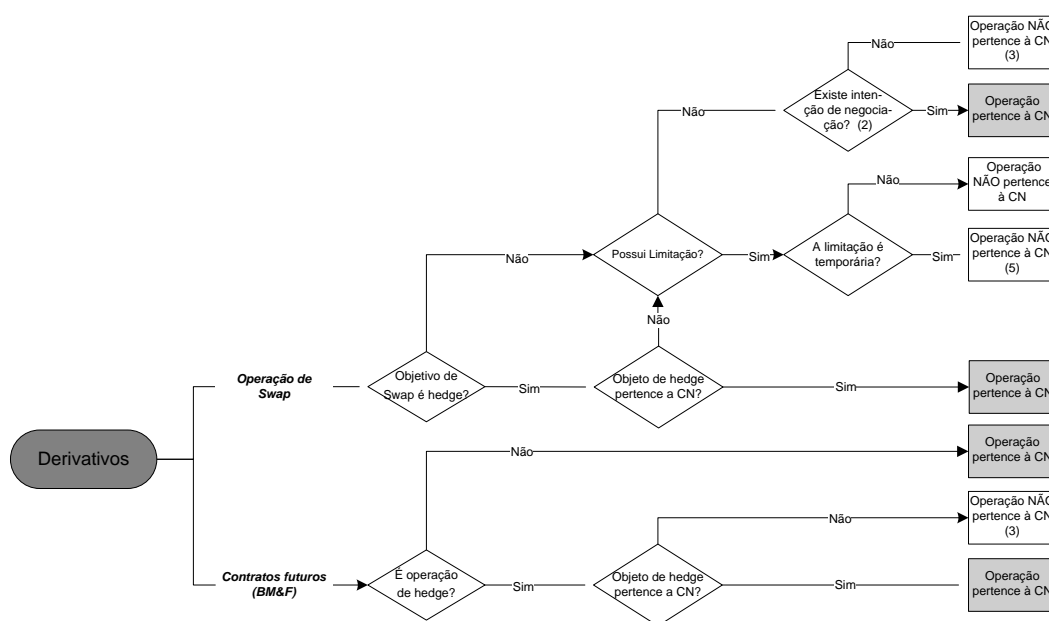 Não
Operação NÃO
pertence à CN
(3)
Existe inten-
ção de negocia-
ção? (2)
Não
Sim
Operação
pertence à CN
Não
Operação
NÃO pertence
à CN
Possui Limitação?
Sim
A limitação é
temporária?
Sim
Operação NÃO
pertence à CN
(5)
Não
Não
Operação de
Swap
Objetivo de
Swap é hedge?
Sim
Objeto de hedge
pertence a CN?
Sim
Operação
pertence à CN
Derivativos
Não
Operação
pertence à CN
Não
Operação NÃO
pertence à CN
(3)
Contratos futuros
(BM&F)
É operação
de hedge?
Sim
Objeto de hedge
pertence a CN?
Sim
Operação
pertence à CN